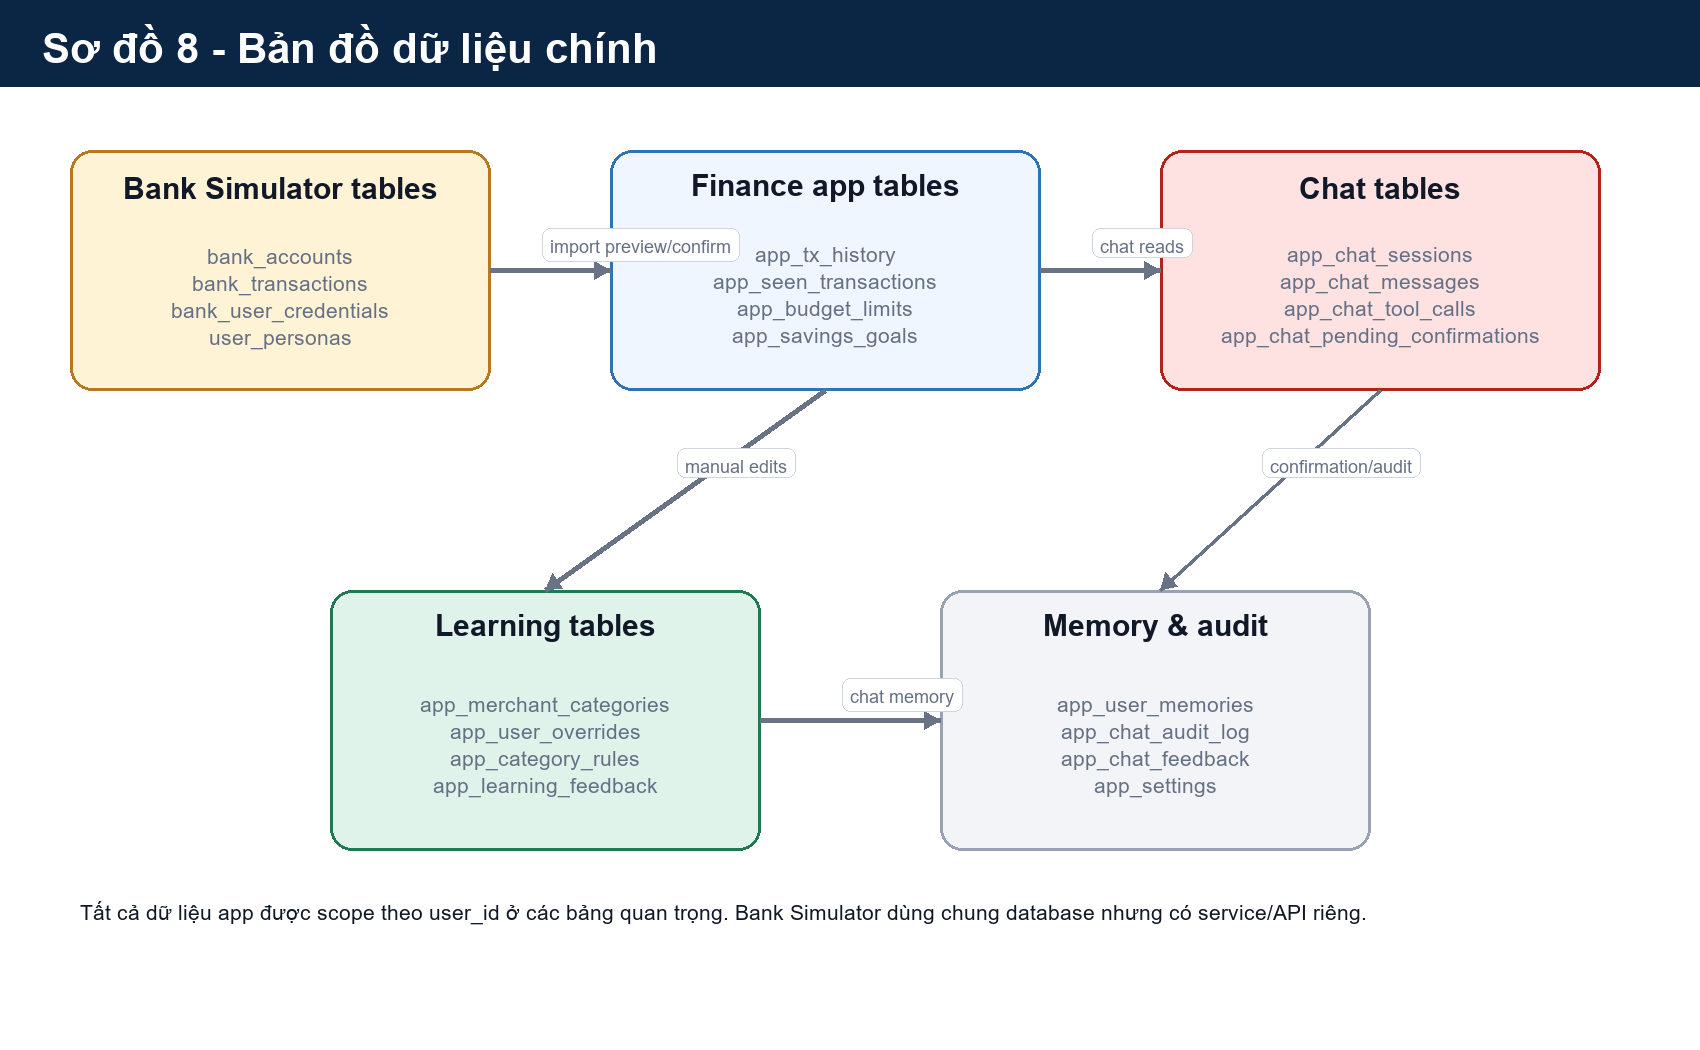 Sơ đồ 8 - Bản đồ dữ liệu chính
Bank Simulator tables
bank_accounts
bank_transactions
bank_user_credentials
user_personas
import preview/confirm
Finance app tables
app_tx_history
app_seen_transactions
app_budget_limits
app_savings_goals
chat reads
Chat tables
app_chat_sessions
app_chat_messages
app_chat_tool_calls
app_chat_pending_confirmations
manual edits
confirmation/audit
Learning tables
app_merchant_categories
app_user_overrides
app_category_rules
app_learning_feedback
chat memory
Memory & audit
app_user_memories
app_chat_audit_log
app_chat_feedback
app_settings
Tất cả dữ liệu app được scope theo user_id ở các bảng quan trọng. Bank Simulator dùng chung database nhưng có service/API riêng.